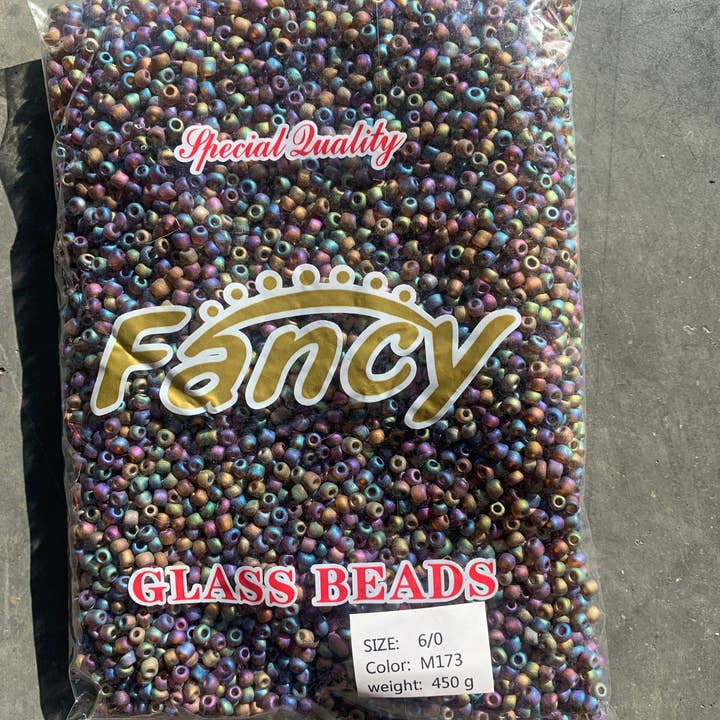 Special Quality
Fancy
GLASS BEADS
SIZE: 6/0
Color: M173
weight: 450 g